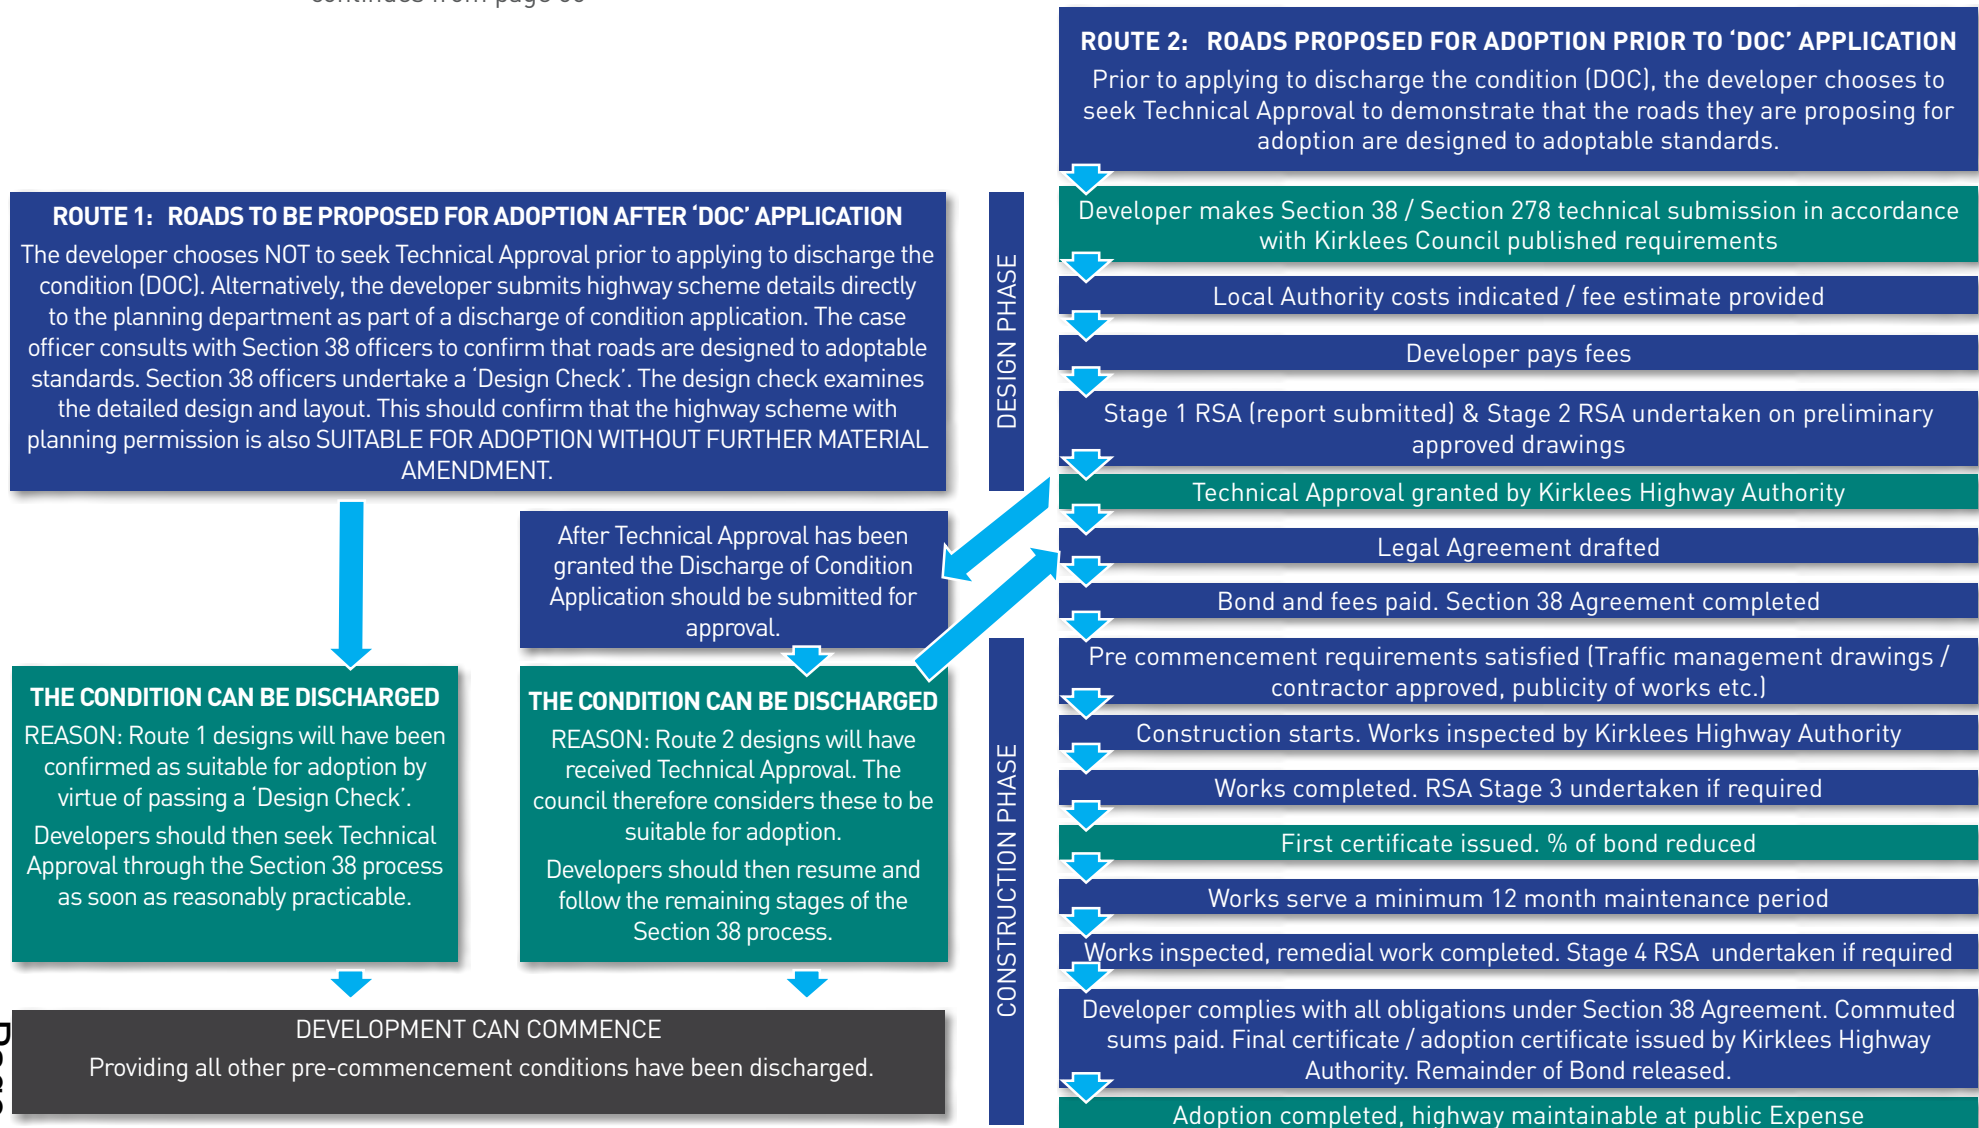 ROUTE 1: ROADS TO BE PROPOSED FOR ADOPTION AFTER ‘DOC’ APPLICATION
The developer chooses NOT to seek Technical Approval prior to applying to discharge the
condition (DOC). Alternatively, the developer submits highway scheme details directly
to the planning department as part of a discharge of condition application. The case
officer consults with Section 38 officers to confirm that roads are designed to adoptable
standards. Section 38 officers undertake a ‘Design Check’. The design check examines
the detailed design and layout. This should confirm that the highway scheme with
planning permission is also SUITABLE FOR ADOPTION WITHOUT FURTHER MATERIAL
AMENDMENT.
THE CONDITION CAN BE DISCHARGED
REASON: Route 1 designs will have been
confirmed as suitable for adoption by
virtue of passing a ‘Design Check’.
Developers should then seek Technical
Approval through the Section 38 process
as soon as reasonably practicable.
After Technical Approval has been
granted the Discharge of Condition
Application should be submitted for
approval.
THE CONDITION CAN BE DISCHARGED
REASON: Route 2 designs will have
received Technical Approval. The
council therefore considers these to be
suitable for adoption.
Developers should then resume and
follow the remaining stages of the
Section 38 process.
DEVELOPMENT CAN COMMENCE
Providing all other pre-commencement conditions have been discharged.
DESIGN PHASE
CONSTRUCTION PHASE
ROUTE 2: ROADS PROPOSED FOR ADOPTION PRIOR TO ‘DOC’ APPLICATION
Prior to applying to discharge the condition (DOC), the developer chooses to
seek Technical Approval to demonstrate that the roads they are proposing for
adoption are designed to adoptable standards.
Developer makes Section 38 / Section 278 technical submission in accordance
with Kirklees Council published requirements
Local Authority costs indicated / fee estimate provided
Developer pays fees
Stage 1 RSA (report submitted) & Stage 2 RSA undertaken on preliminary
approved drawings
Technical Approval granted by Kirklees Highway Authority
Legal Agreement drafted
Bond and fees paid. Section 38 Agreement completed
Pre commencement requirements satisfied (Traffic management drawings /
contractor approved, publicity of works etc.)
Construction starts. Works inspected by Kirklees Highway Authority
Works completed. RSA Stage 3 undertaken if required
First certificate issued. % of bond reduced
Works serve a minimum 12 month maintenance period
Works inspected, remedial work completed. Stage 4 RSA undertaken if required
Developer complies with all obligations under Section 38 Agreement. Commuted
sums paid. Final certificate / adoption certificate issued by Kirklees Highway
Authority. Remainder of Bond released.
Adoption completed, highway maintainable at public Expense